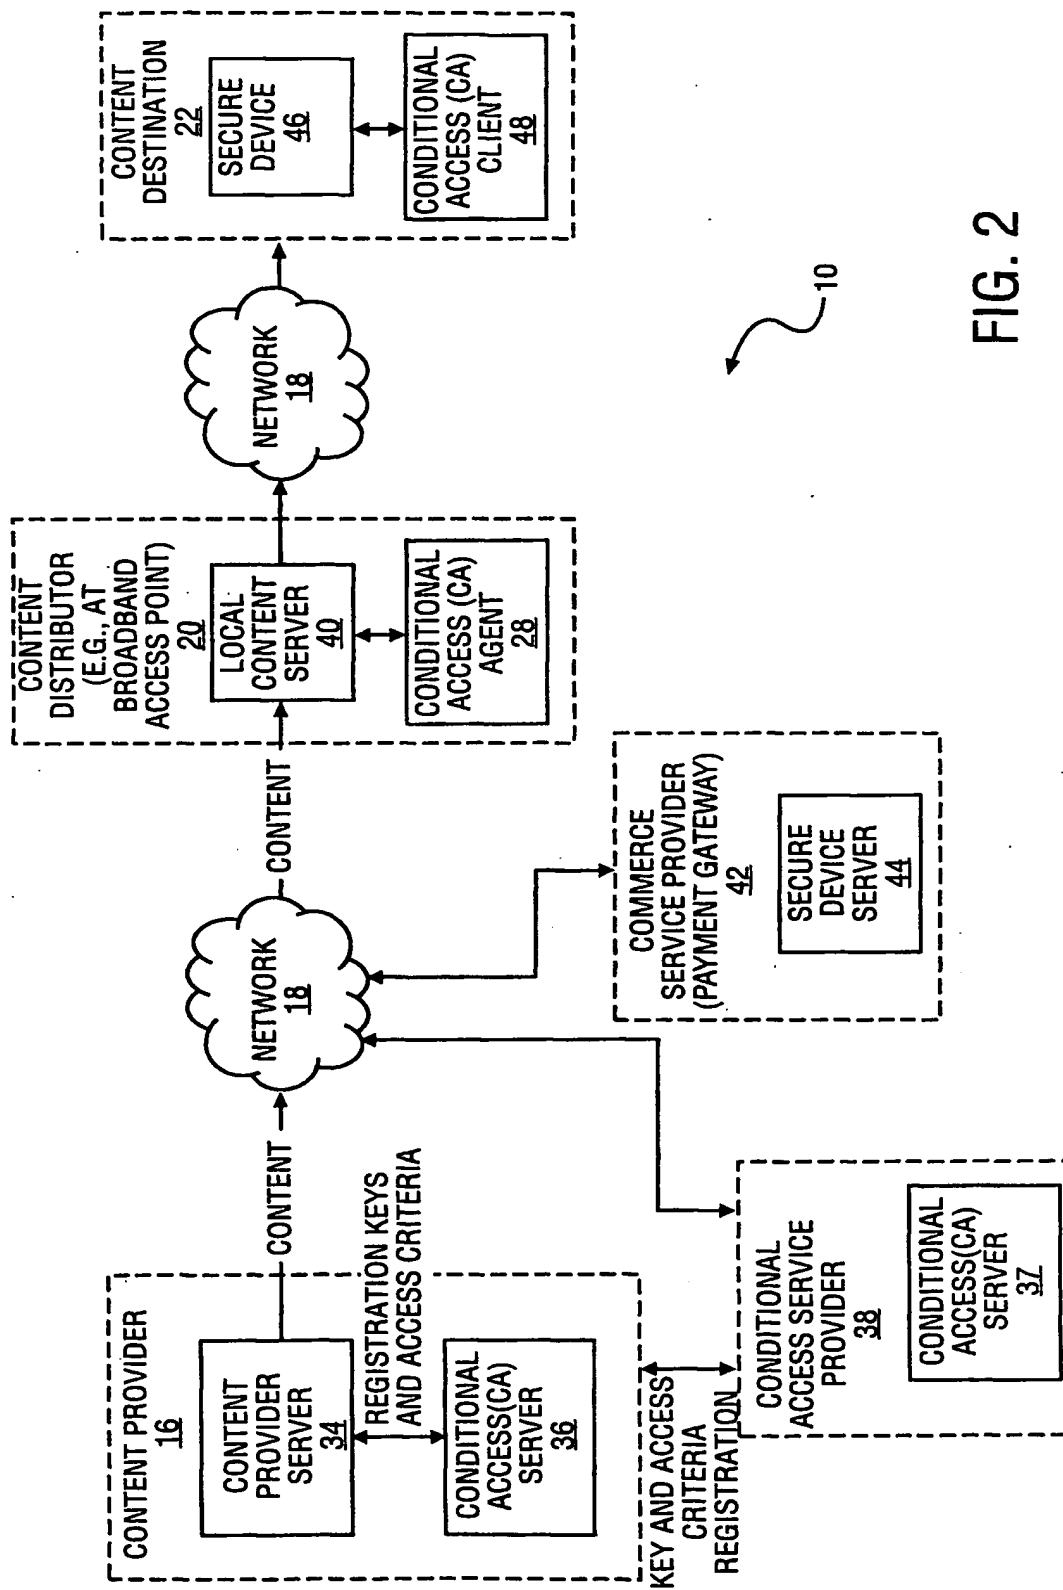 CONTENT PROVIDER
16
CONTENT
PROVIDER
SERVER
34
REGISTRATION KEYS
AND ACCESS CRITERIA
CONDITIONAL
ACCESS(CA)
SERVER
36
KEY AND ACCESS
CRITERIA
REGISTRATION
CONDITIONAL
ACCESS SERVICE
PROVIDER
38
CONDITIONAL
ACCESS(CA)
SERVER
37
CONTENT
NETWORK
18
CONTENT
COMMERCE
SERVICE PROVIDER
(PAYMENT GATEWAY)
42
SECURE
DEVICE
SERVER
44
CONTENT
DISTRIBUTOR
(E.G., AT
BROADBAND
ACCESS POINT)
20
LOCAL
CONTENT
SERVER
40
CONDITIONAL
ACCESS (CA)
AGENT
28
NETWORK
18
CONTENT
DESTINATION
22
SECURE
DEVICE
46
CONDITIONAL
ACCESS (CA)
CLIENT
48
10
FIG. 2